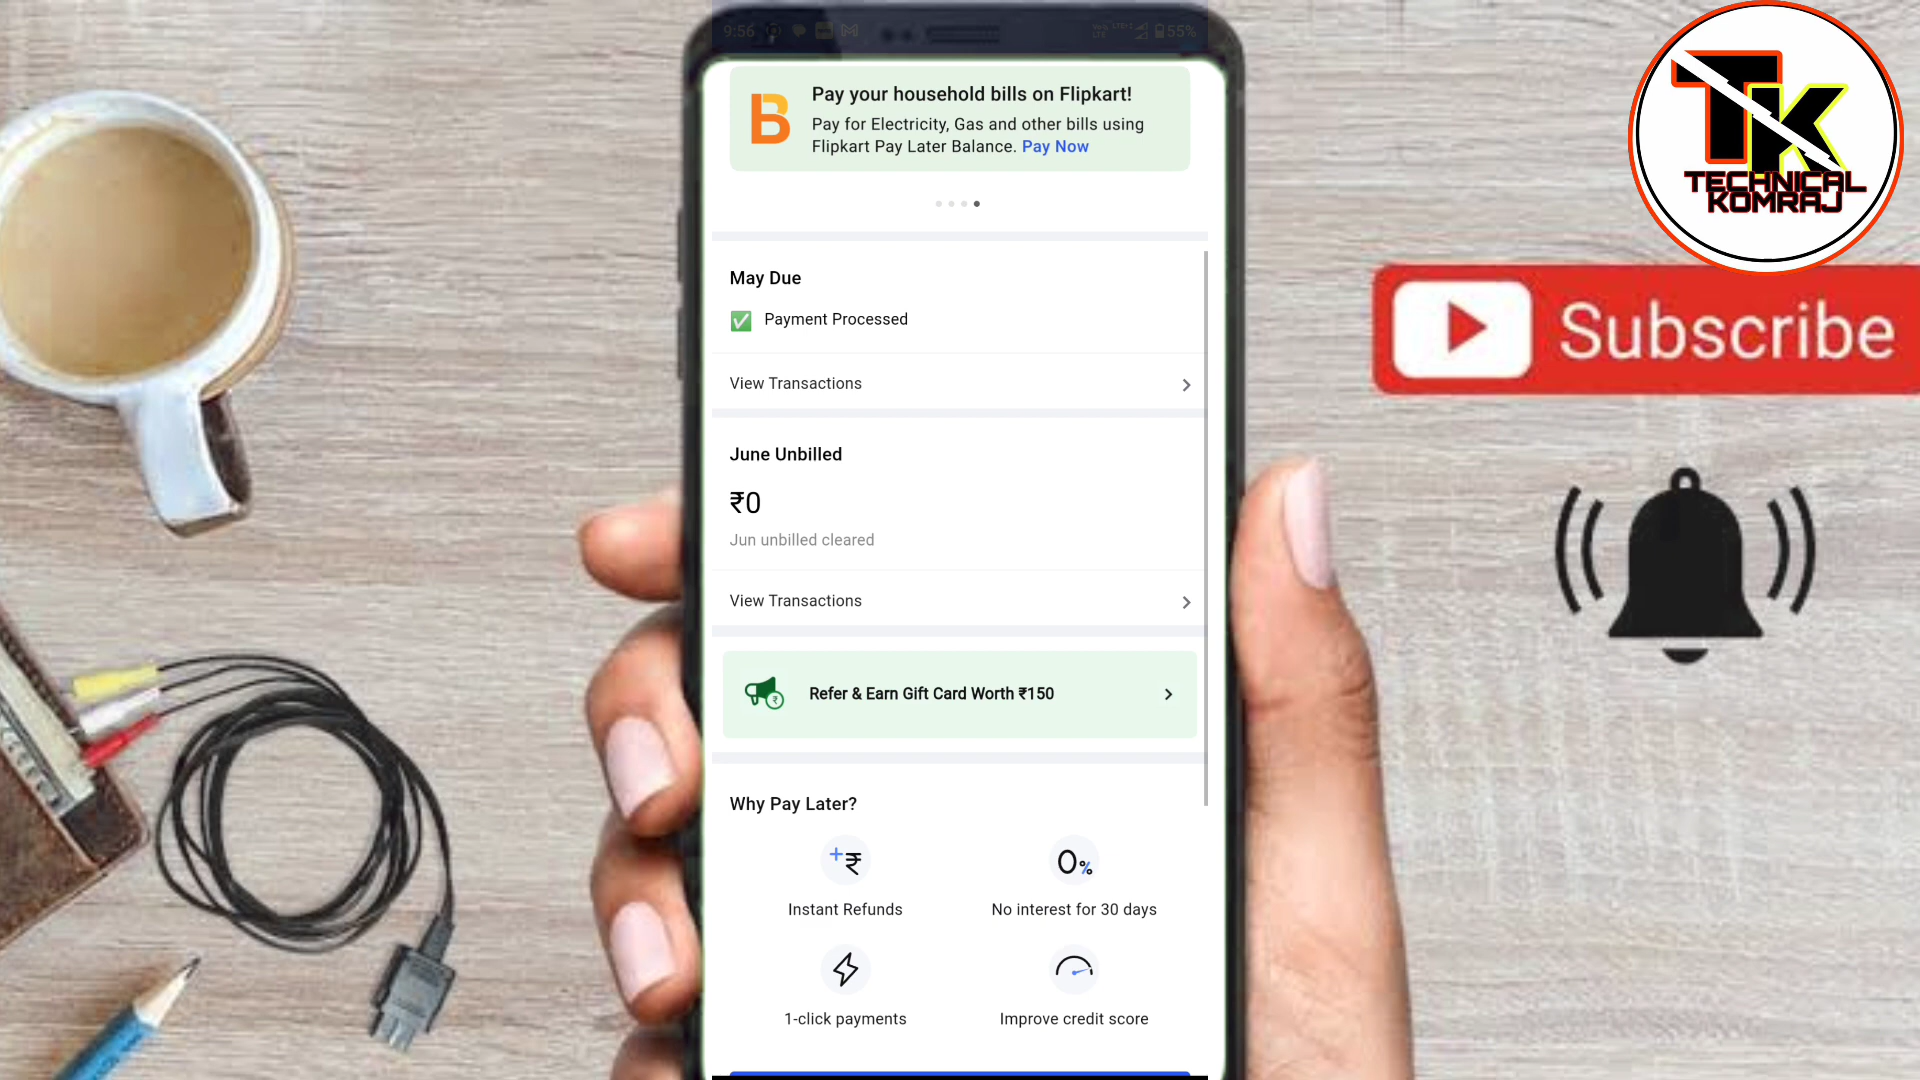 9:56
55%
Pay your household bills on Flipkart!
Pay for Electricity, Gas and other bills using
Flipkart Pay Later Balance. Pay Now
May Due
✅ Payment Processed
View Transactions
June Unbilled
₹0
Jun unbilled cleared
View Transactions
Refer & Earn Gift Card Worth ₹150
Why Pay Later?
+₹
0%
Instant Refunds
No interest for 30 days
1-click payments
Improve credit score
TK
TECHNICAL
KOMRAJ
Subscribe